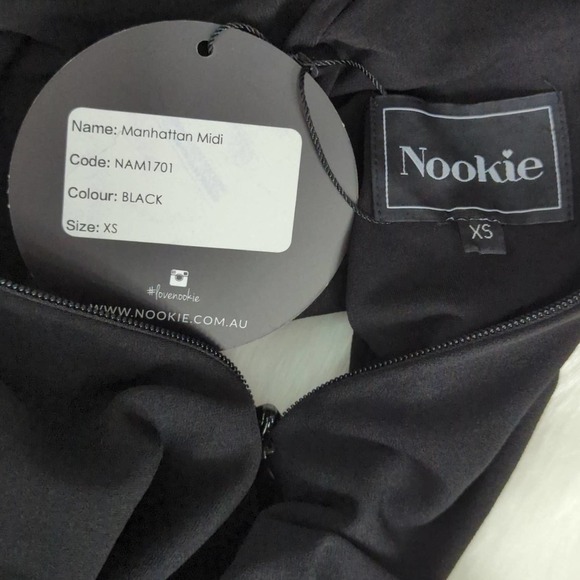 Name: Manhattan Midi
Code: NAM1701
Colour: BLACK
Size: XS
#lovenookie
WWW.NOOKIE.COM.AU
Nookie
XS